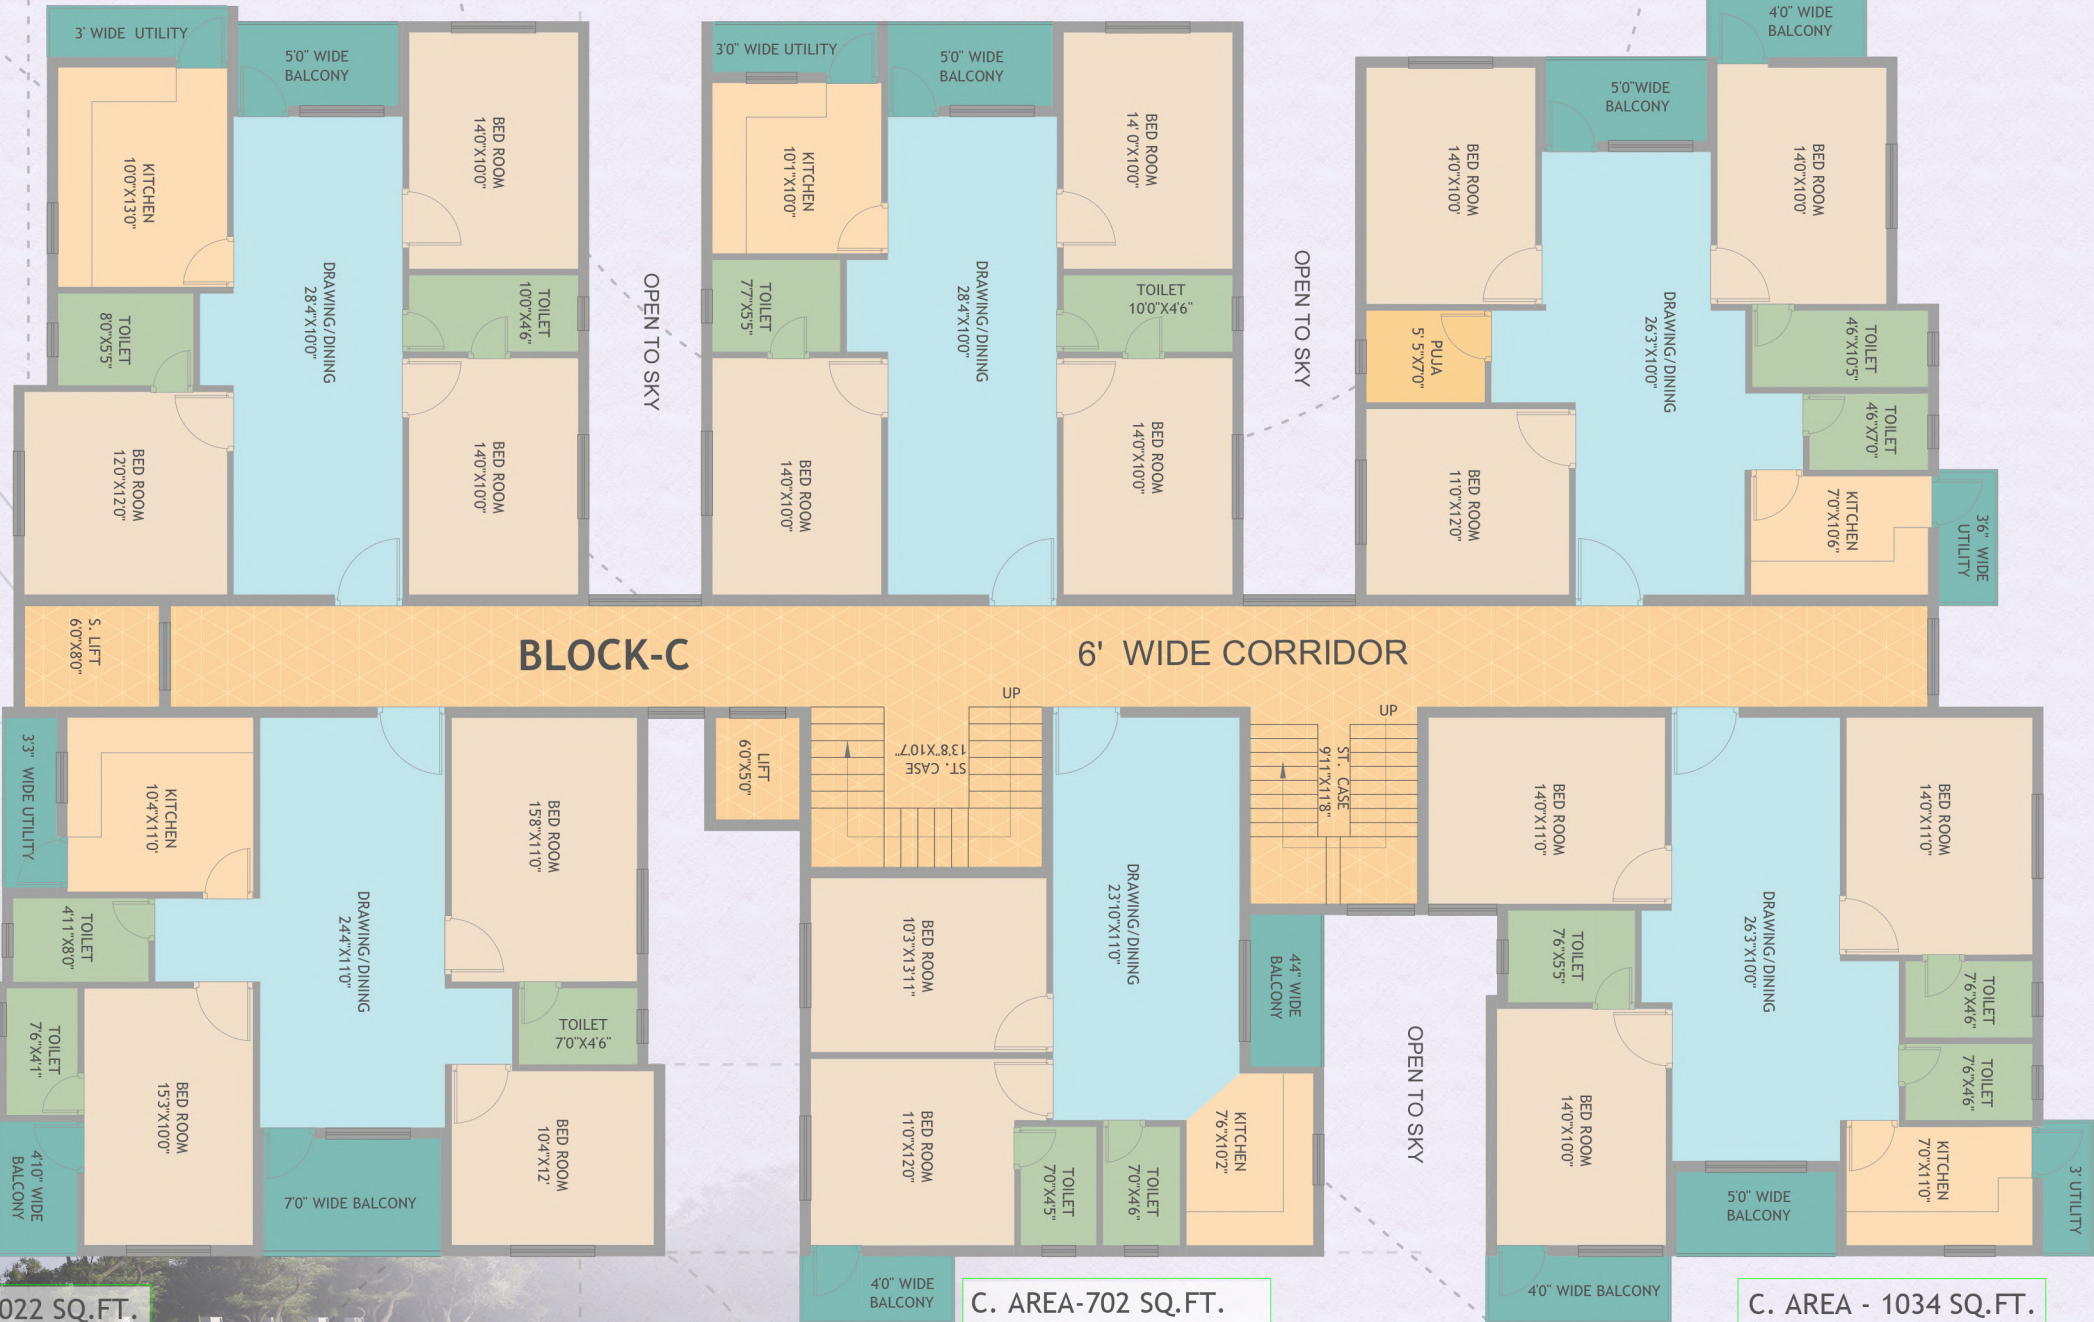 3' WIDE UTILITY
5'0" WIDE
BALCONY
BED ROOM
14'0"X10'0"
KITCHEN
10'0"X13'0"
DRAWING/DINING
28'4"X10'0"
TOILET
10'0"X4'6"
TOILET
8'0"X5'5"
BED ROOM
12'0"X12'0"
BED ROOM
14'0"X10'0"
OPEN TO SKY
3'0" WIDE UTILITY
5'0" WIDE
BALCONY
BED ROOM
14' 0"X10'0"
KITCHEN
10'1"X10'0"
DRAWING/DINING
28'4"X10'0"
TOILET
7'7"X5'5"
TOILET
10'0"X4'6"
BED ROOM
14'0"X10'0"
BED ROOM
14'0"X10'0"
OPEN TO SKY
4'0" WIDE
BALCONY
5'0"WIDE
BALCONY
BED ROOM
14'0"X10'0'
BED ROOM
14'0"X10'0'
DRAWING/DINING
26'3"X10'0"
PUJA
5' 5"X7'0"
TOILET
4'6"X10'5"
TOILET
4'6"X7'0"
BED ROOM
11'0"X12'0"
KITCHEN
7'0"X10'6"
3'6" WIDE
UTILITY
S. LIFT
6'0"X8'0"
BLOCK-C
6' WIDE CORRIDOR
UP
UP
3'3" WIDE UTILITY
KITCHEN
10'4"X11'0'
BED ROOM
15'8"X11'0"
LIFT
6'0"X5'0"
ST. CASE
13'8"X10'7"
ST. CASE
9'11"X11'8"
TOILET
4'11"X8'0"
DRAWING/DINING
24'4"X11'0"
TOILET
7'6"X4'1"
TOILET
7'0"X4'6"
BED ROOM
15'3"X10'0"
BED ROOM
10'4"X12'
4'10" WIDE
BALCONY
7'0" WIDE BALCONY
DRAWING/DINING
23'10"X11'0"
BED ROOM
10'3"X13'11"
4'4" WIDE
BALCONY
BED ROOM
11'0"X12'0"
TOILET
7'0"X4'5"
TOILET
7'0"X4'6"
KITCHEN
7'6"X10'2"
4'0" WIDE
BALCONY
OPEN TO SKY
BED ROOM
14'0"X11'0"
BED ROOM
14'0"X11'0"
TOILET
7'6"X5'5"
DRAWING/DINING
26'3"X10'0"
TOILET
7'6"X4'6"
TOILET
7'6"X4'6"
BED ROOM
14'0"X10'0"
KITCHEN
7'0"X11'0"
3' UTILITY
5'0" WIDE
BALCONY
4'0" WIDE BALCONY
022 SQ.FT.
C. AREA-702 SQ.FT.
C. AREA - 1034 SQ.FT.